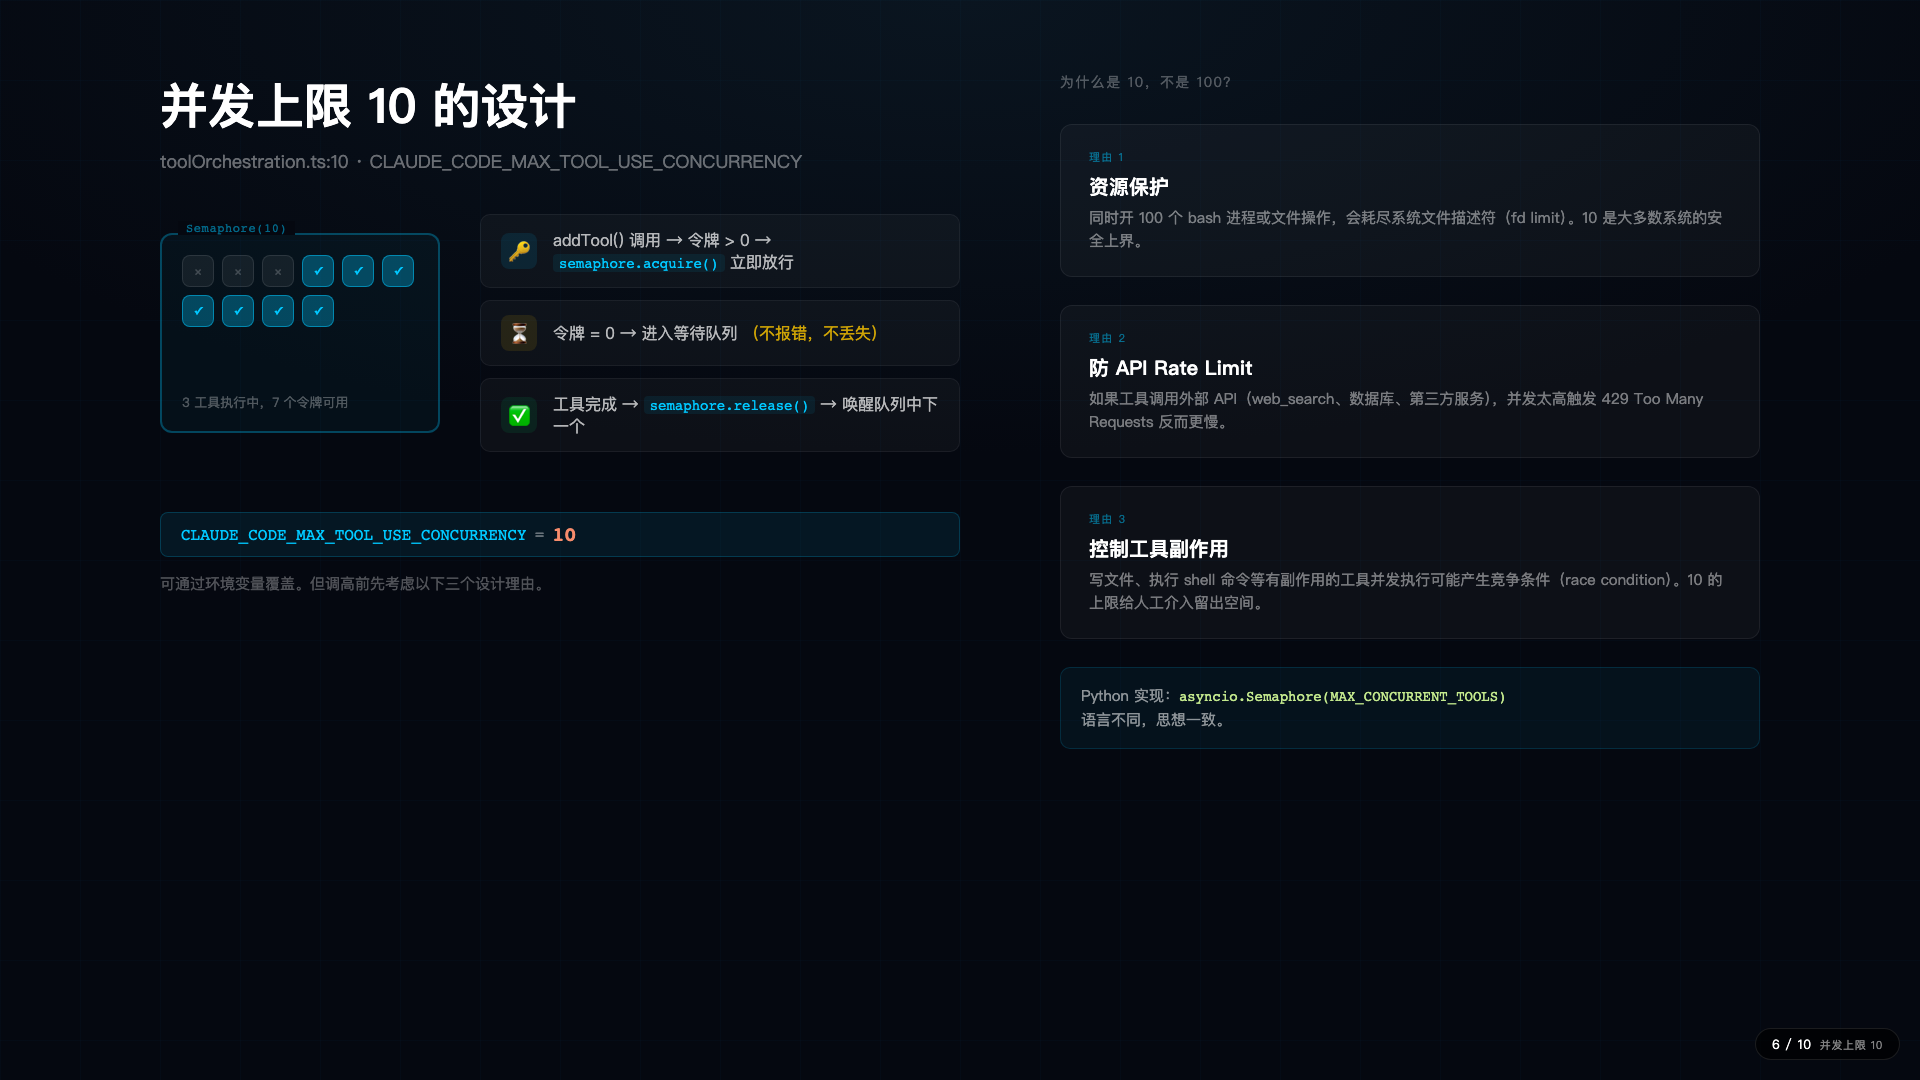 并发上限 10 的设计
toolOrchestration.ts:10 · CLAUDE_CODE_MAX_TOOL_USE_CONCURRENCY
Semaphore(10)
× × × ✓ ✓ ✓
✓ ✓ ✓ ✓
3 工具执行中，7 个令牌可用
🔑 addTool() 调用 → 令牌 > 0 →
semaphore.acquire() 立即放行
⏳ 令牌 = 0 → 进入等待队列 （不报错，不丢失）
✅ 工具完成 → semaphore.release() → 唤醒队列中下
一个
CLAUDE_CODE_MAX_TOOL_USE_CONCURRENCY = 10
可通过环境变量覆盖。但调高前先考虑以下三个设计理由。
为什么是 10，不是 100？
理由 1
资源保护
同时开 100 个 bash 进程或文件操作，会耗尽系统文件描述符（fd limit）。10 是大多数系统的安
全上界。
理由 2
防 API Rate Limit
如果工具调用外部 API（web_search、数据库、第三方服务），并发太高触发 429 Too Many
Requests 反而更慢。
理由 3
控制工具副作用
写文件、执行 shell 命令等有副作用的工具并发执行可能产生竞争条件（race condition）。10 的
上限给人工介入留出空间。
Python 实现：asyncio.Semaphore(MAX_CONCURRENT_TOOLS)
语言不同，思想一致。
6 / 10 并发上限 10